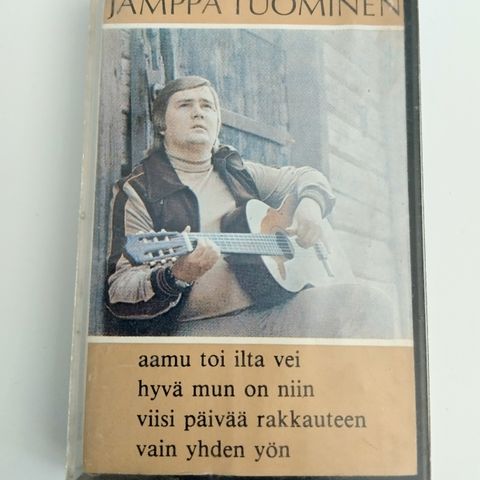 JAMPPA TUOMINEN
aamu toi ilta vei
hyvä mun on niin
viisi päivää rakkauteen
vain yhden yön